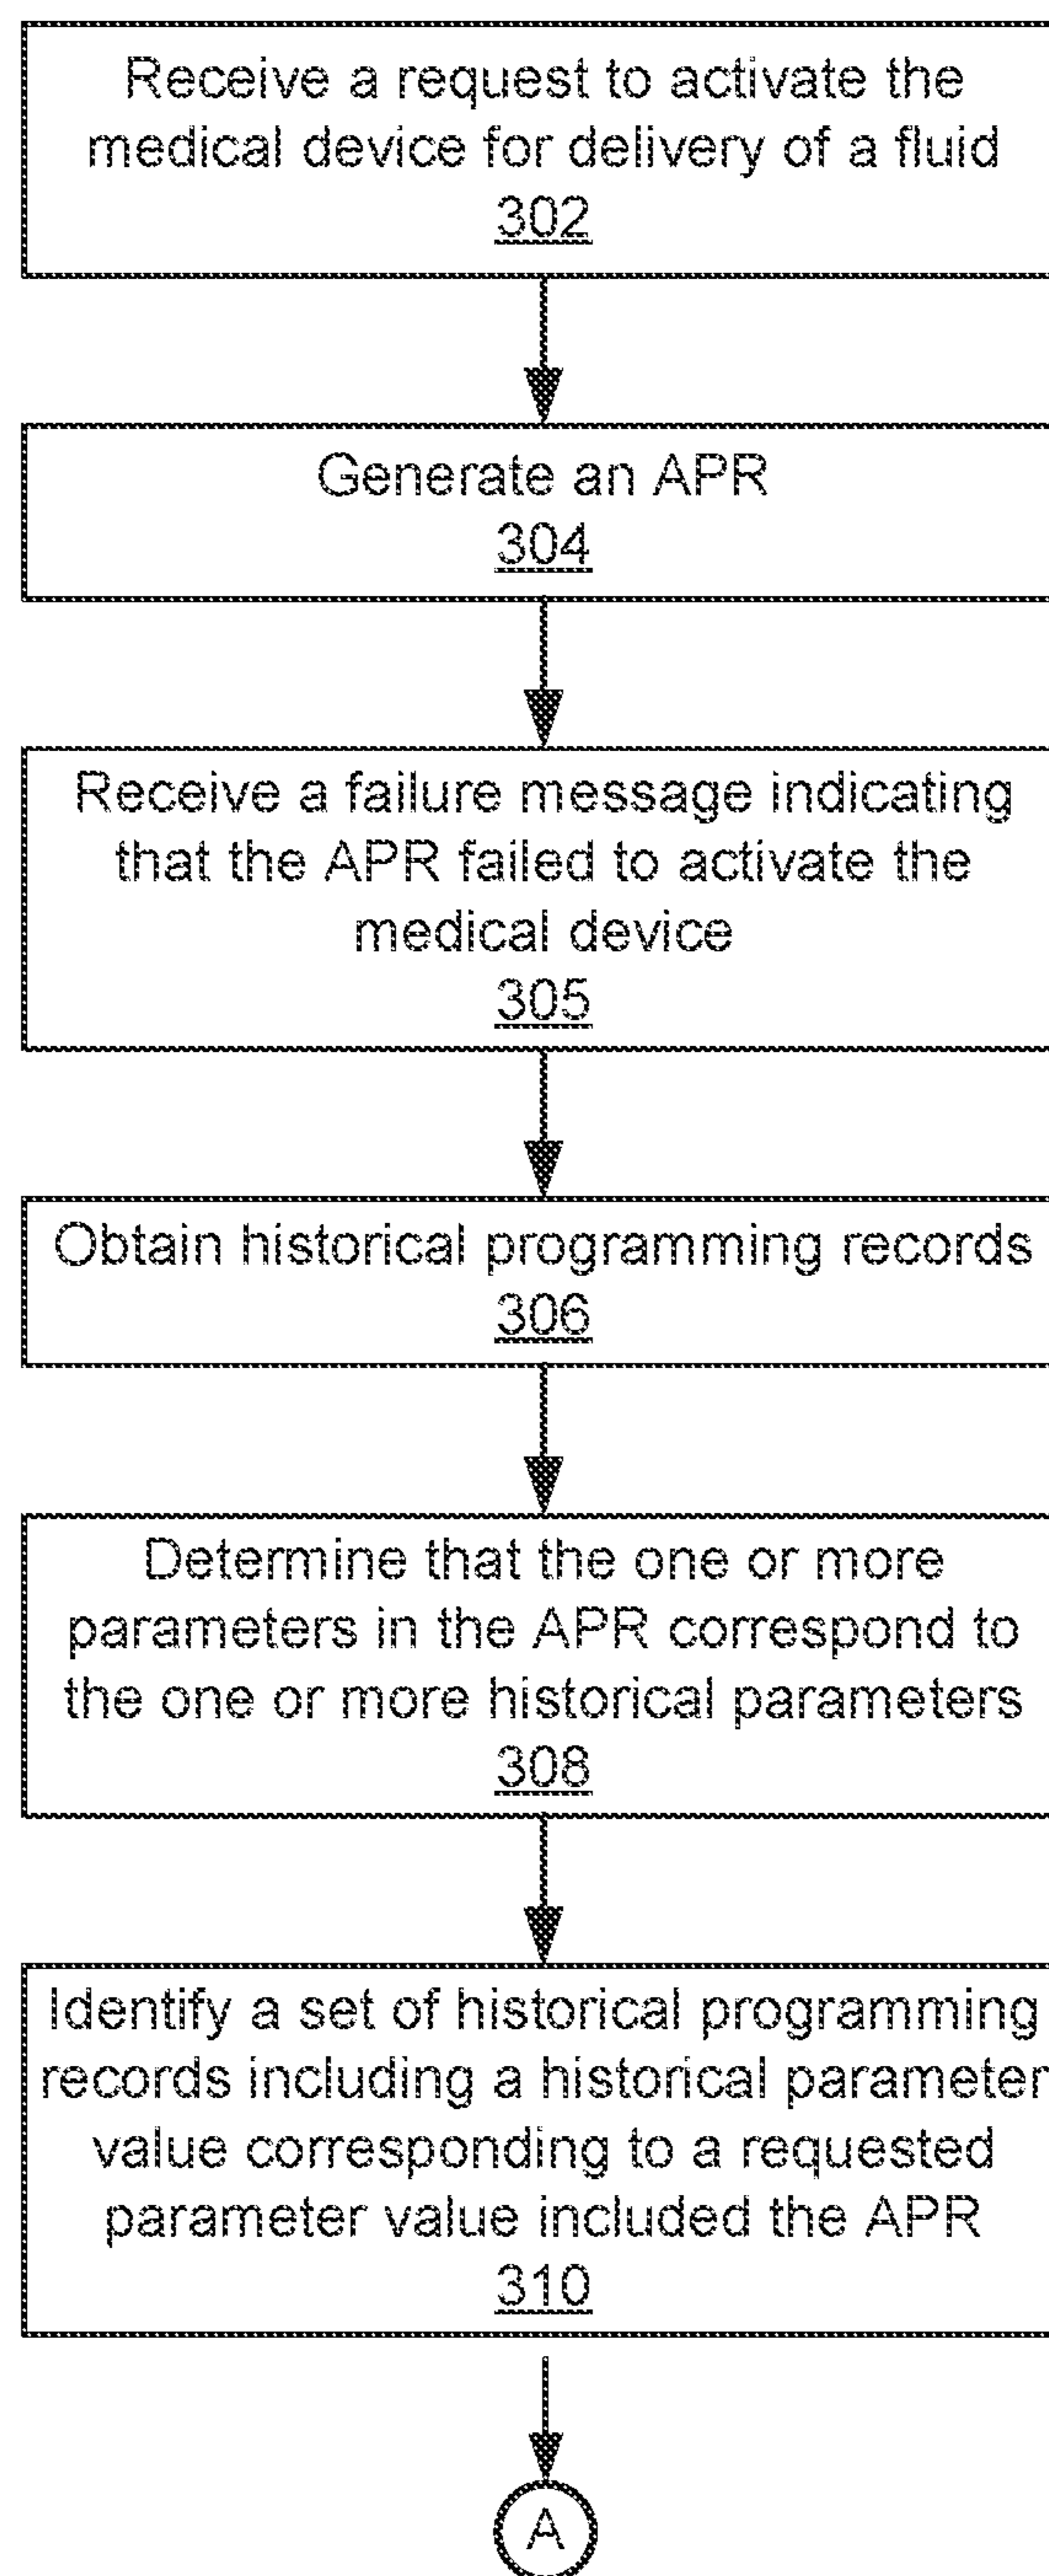 Receive a request to activate the
medical device for delivery of a fluid
302
Generate an APR
304
Receive a failure message indicating
that the APR failed to activate the
medical device
305
Obtain historical programming records
306
Determine that the one or more
parameters in the APR correspond to
the one or more historical parameters
308
Identify a set of historical programming
records including a historical parameter
value corresponding to a requested
parameter value included the APR
310
A